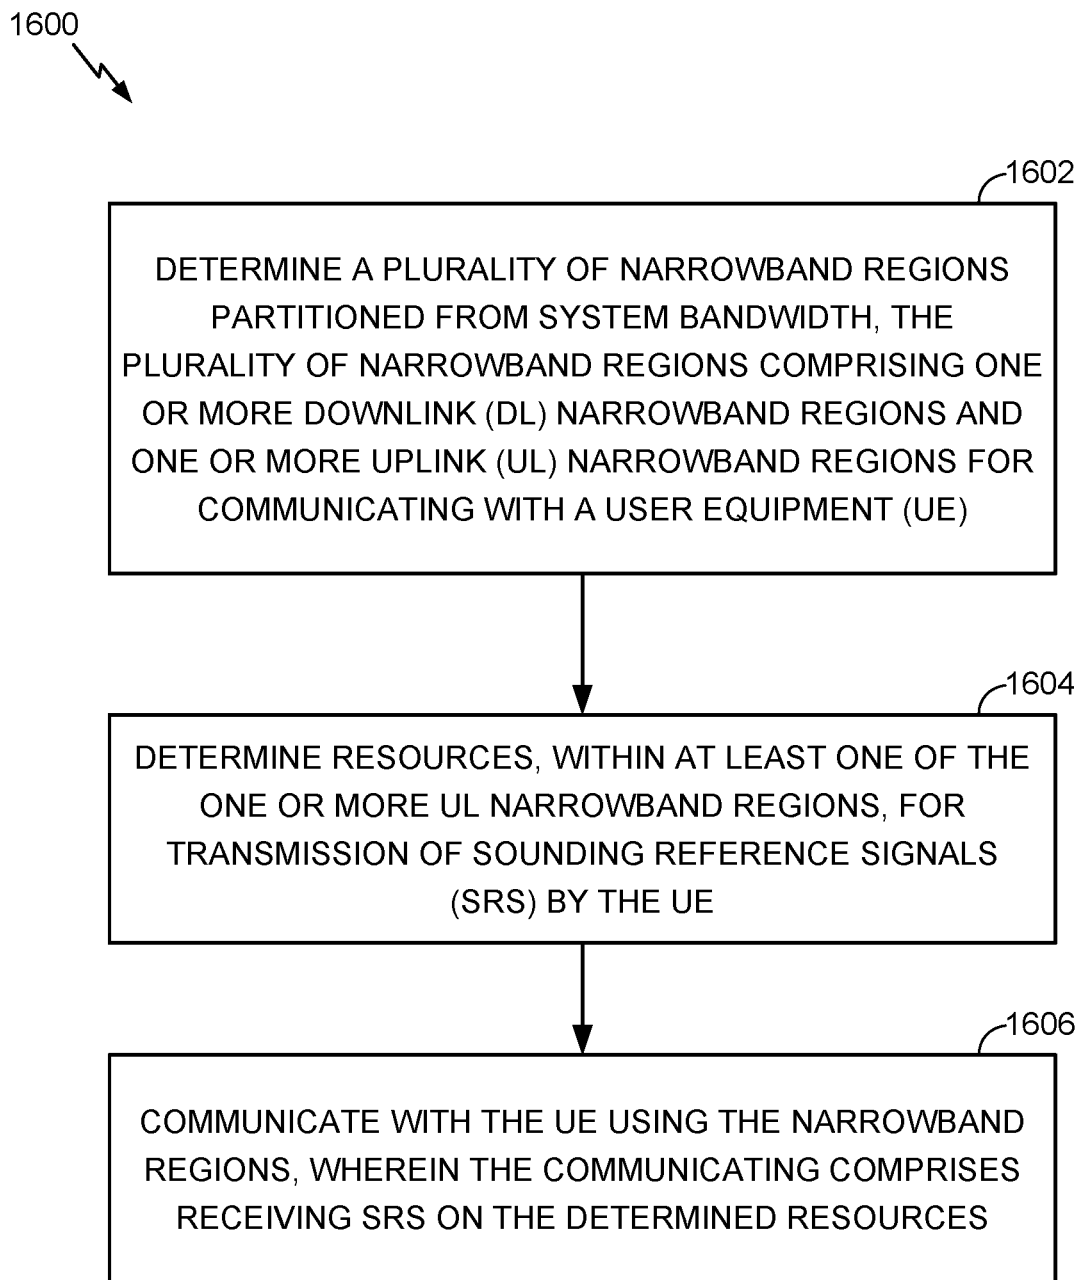 1600
1602
DETERMINE A PLURALITY OF NARROWBAND REGIONS
PARTITIONED FROM SYSTEM BANDWIDTH, THE
PLURALITY OF NARROWBAND REGIONS COMPRISING ONE
OR MORE DOWNLINK (DL) NARROWBAND REGIONS AND
ONE OR MORE UPLINK (UL) NARROWBAND REGIONS FOR
COMMUNICATING WITH A USER EQUIPMENT (UE)
1604
DETERMINE RESOURCES, WITHIN AT LEAST ONE OF THE
ONE OR MORE UL NARROWBAND REGIONS, FOR
TRANSMISSION OF SOUNDING REFERENCE SIGNALS
(SRS) BY THE UE
1606
COMMUNICATE WITH THE UE USING THE NARROWBAND
REGIONS, WHEREIN THE COMMUNICATING COMPRISES
RECEIVING SRS ON THE DETERMINED RESOURCES